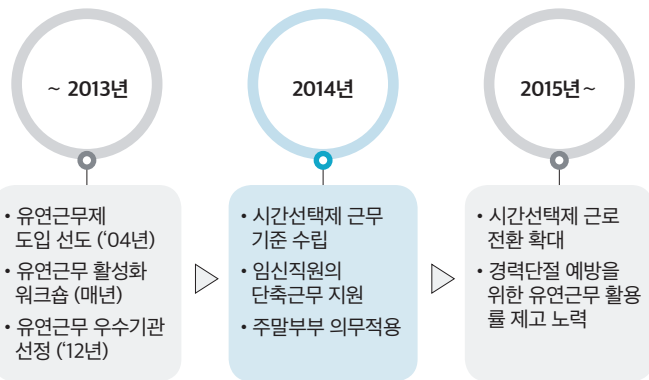 ~ 2013년
• 유연근무제
도입 선도 (‘04년)
• 유연근무 활성화
워크숍 (매년)
• 유연근무 우수기관
선정 (‘12년)
2014년
• 시간선택제 근무
기준 수립
• 임신직원의
단축근무 지원
• 주말부부 의무적용
2015년~
• 시간선택제 근로
전환 확대
• 경력단절 예방을
위한 유연근무 활용
률 제고 노력